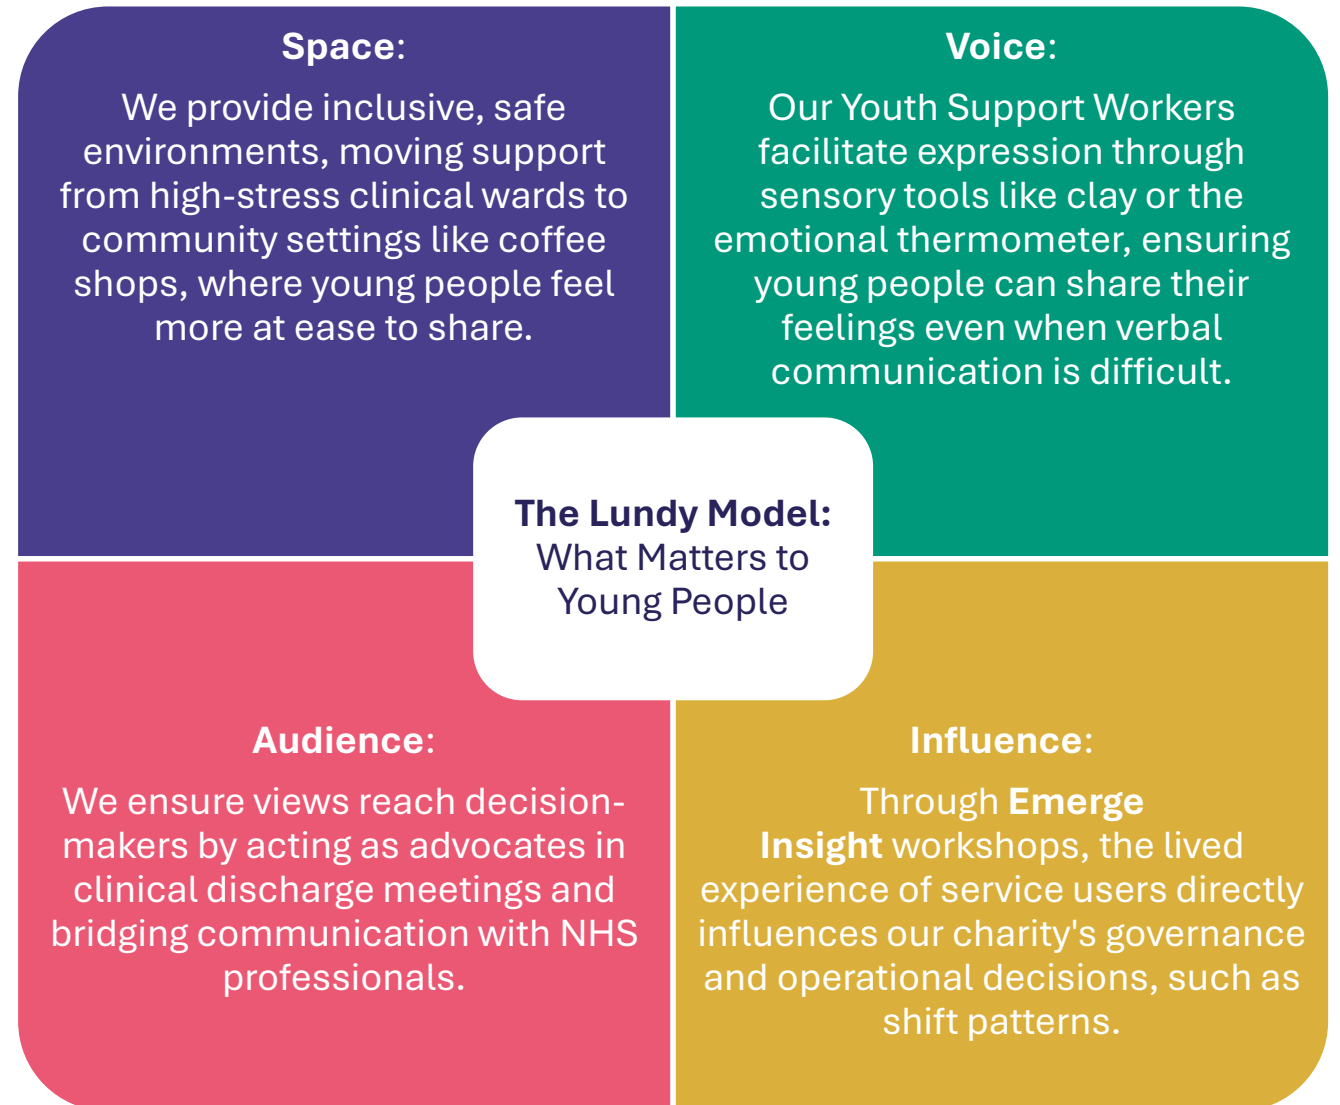 Space:
We provide inclusive, safe
environments, moving support
from high-stress clinical wards to
community settings like coffee
shops, where young people feel
more at ease to share.
Voice:
Our Youth Support Workers
facilitate expression through
sensory tools like clay or the
emotional thermometer, ensuring
young people can share their
feelings even when verbal
communication is difficult.
The Lundy Model:
What Matters to
Young People
Audience:
We ensure views reach decision-
makers by acting as advocates in
clinical discharge meetings and
bridging communication with NHS
professionals.
Influence:
Through Emerge
Insight workshops, the lived
experience of service users directly
influences our charity's governance
and operational decisions, such as
shift patterns.